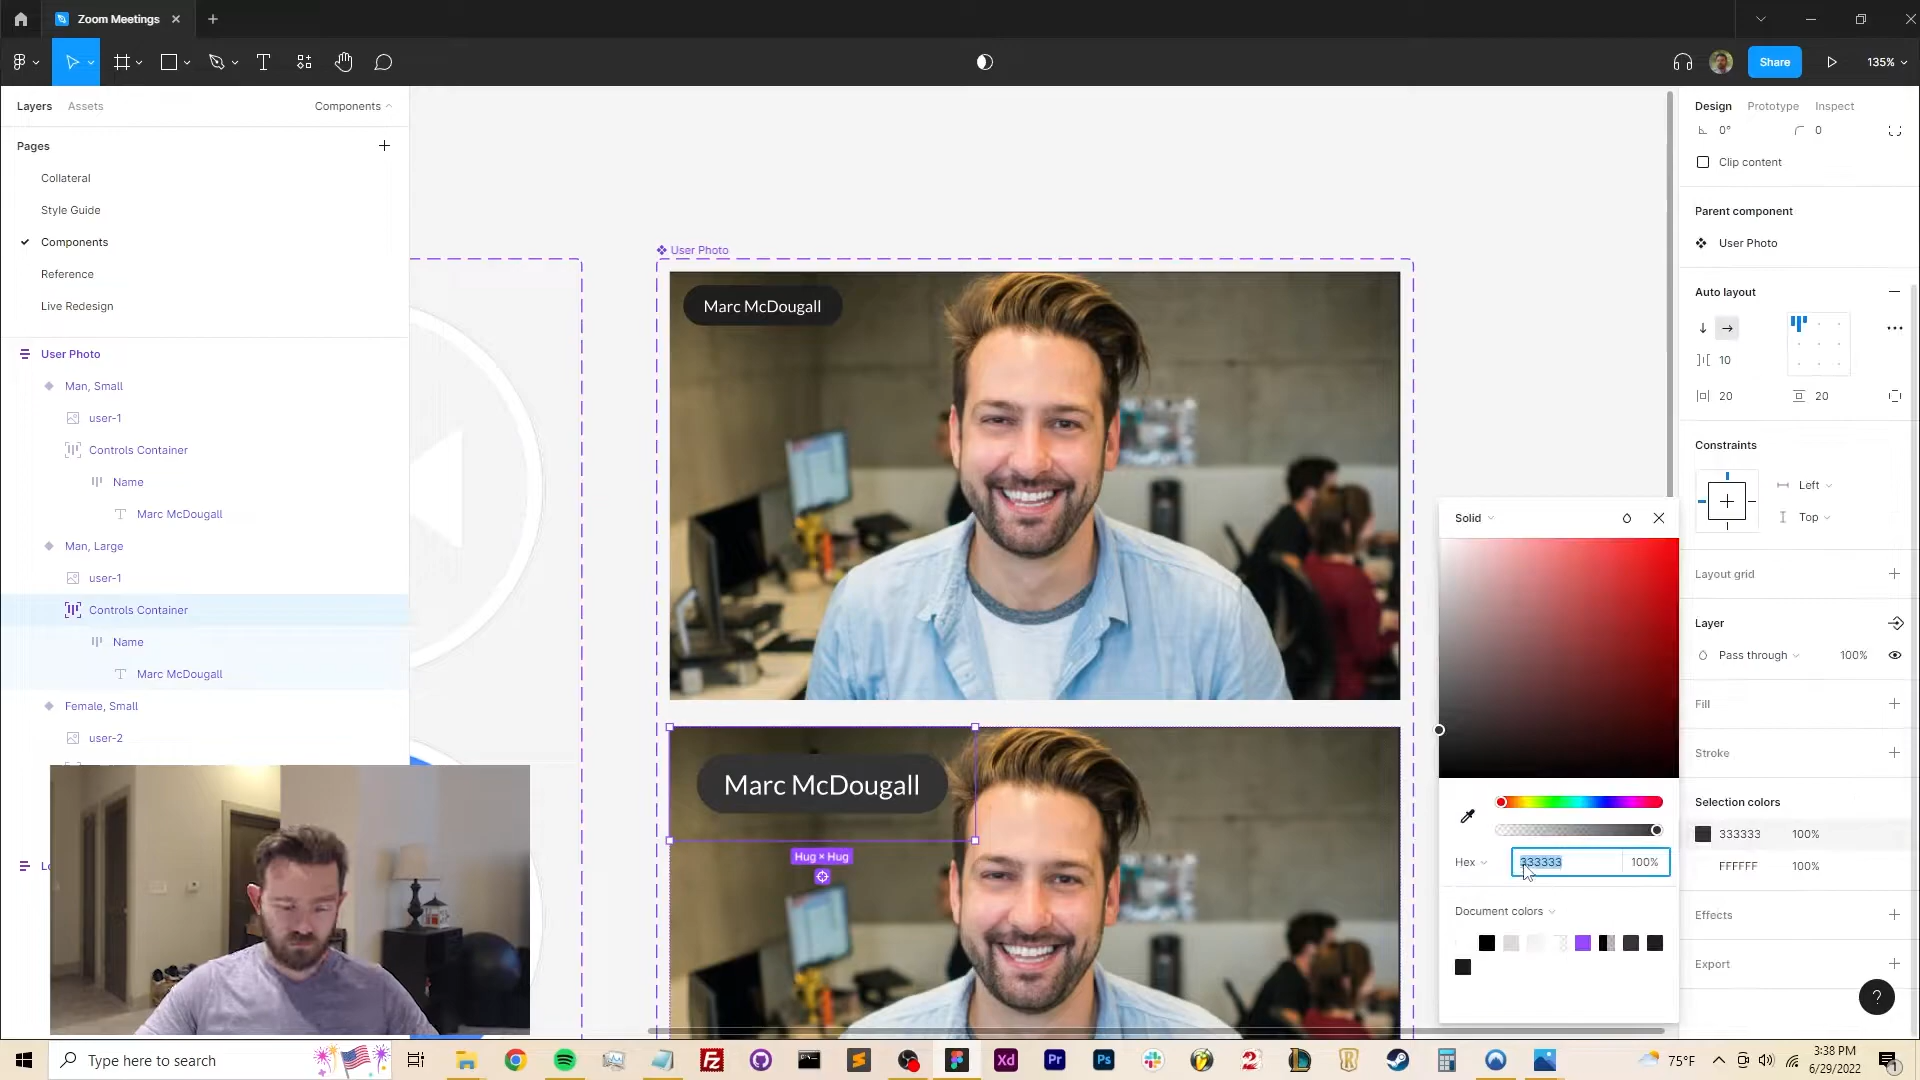 Zoom Meetings
Share
135%
Layers
Assets
Components
Pages
Collateral
Style Guide
Components
Reference
Live Redesign
User Photo
Man, Small
user-1
Controls Container
Name
Marc McDougall
Man, Large
user-1
Controls Container
Name
Marc McDougall
Female, Small
user-2
User Photo
Marc McDougall
Marc McDougall
Hug × Hug
Solid
Hex
333333
100%
Document colors
Design
Prototype
Inspect
0°
0
Clip content
Parent component
User Photo
Auto layout
10
20
20
Constraints
Left
Top
Layout grid
Layer
Pass through
100%
Fill
Stroke
Selection colors
333333
100%
FFFFFF
100%
Effects
Export
?
Type here to search
Xd
Pr
Ps
75°F
3:38 PM
6/29/2022